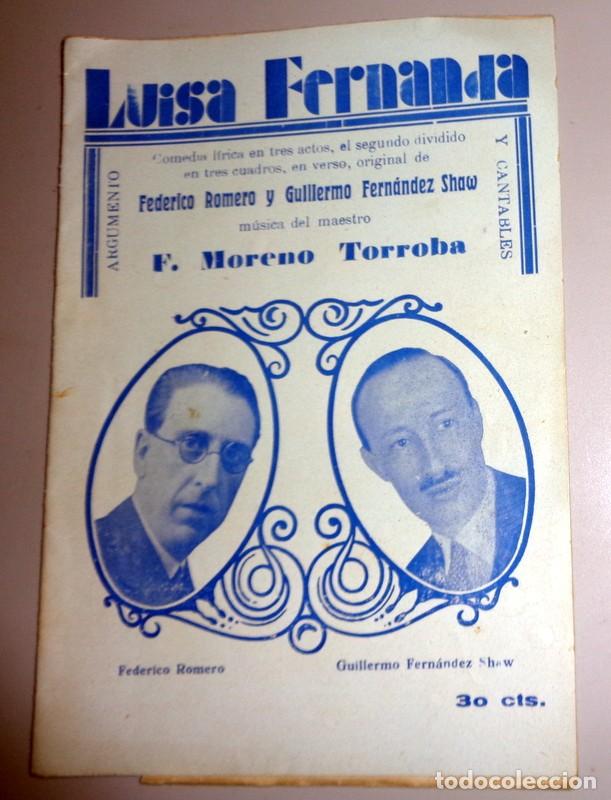 Luisa Fernanda
Comedia lírica en tres actos, el segundo dividido
en tres cuadros, en verso, original de
Federico Romero y Guillermo Fernández Shaw
música del maestro
F. Moreno Torroba
ARGUMENTO
Y CANTABLES
Federico Romero
Guillermo Fernández Shaw
30 cts.
todocoleccion.net